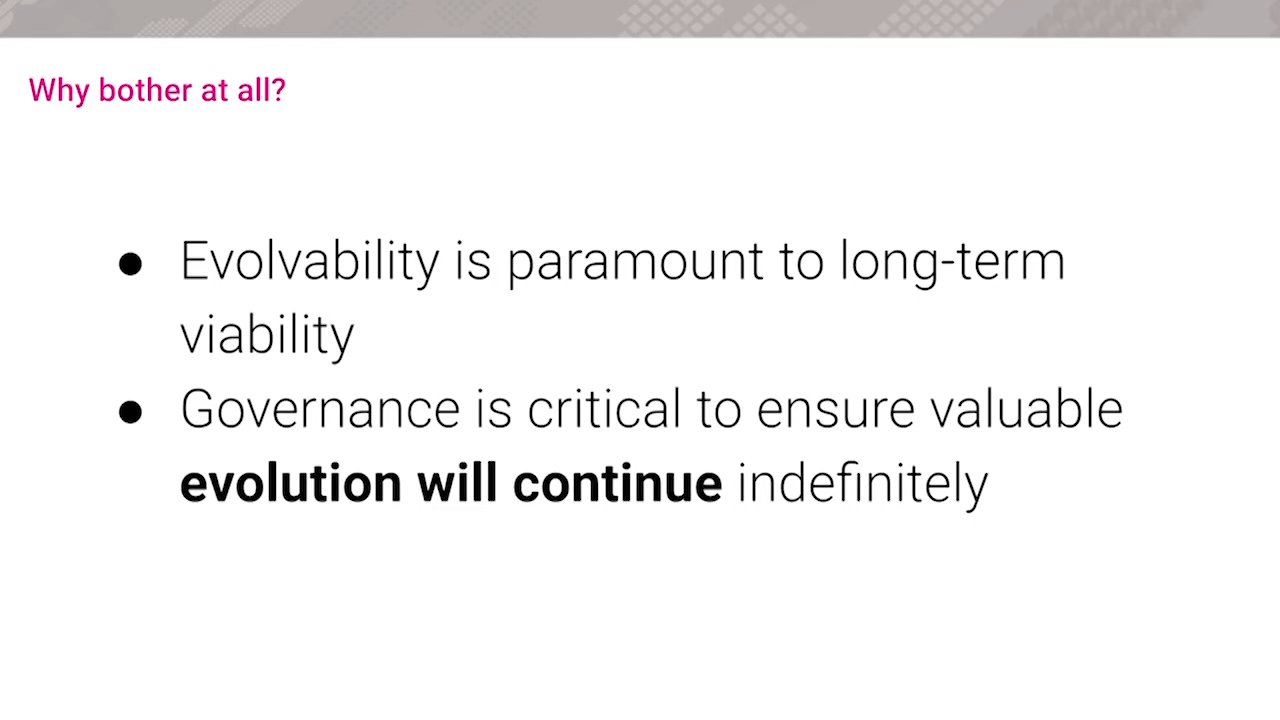 Why bother at all?
● Evolvability is paramount to long-term
viability
● Governance is critical to ensure valuable
evolution will continue indefinitely